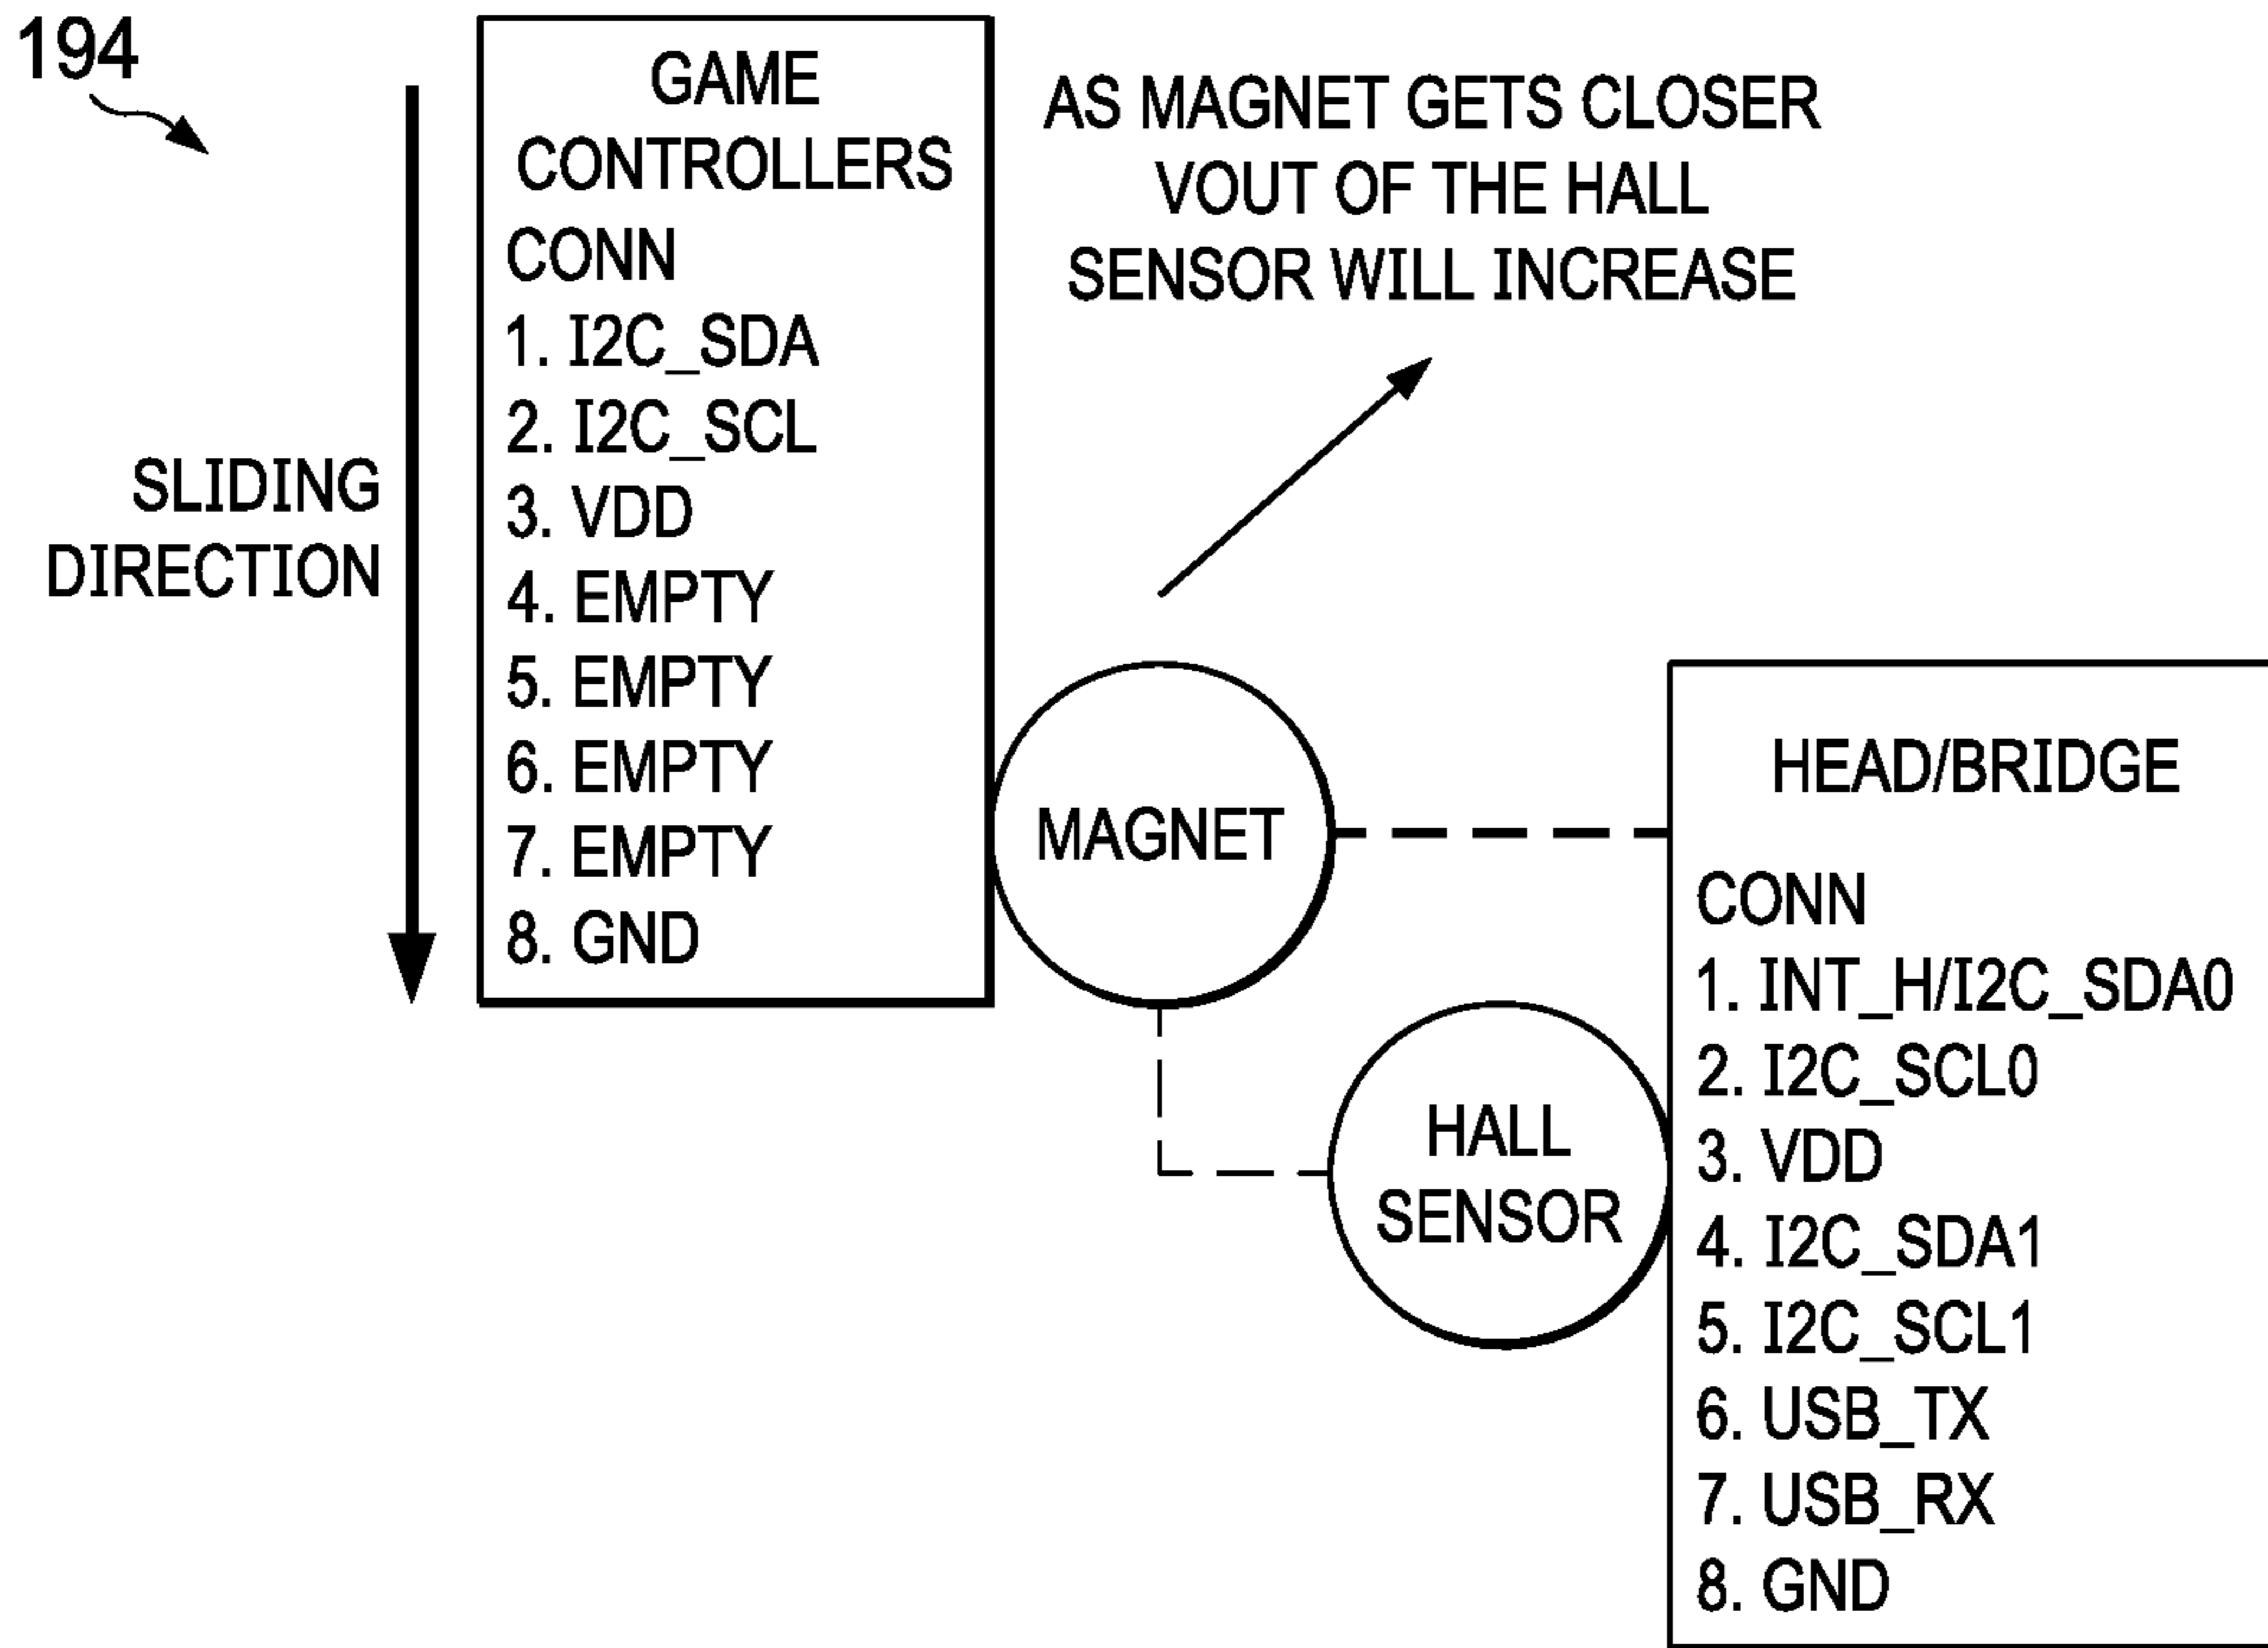 194
GAME
CONTROLLERS
CONN
1. I2C_SDA
2. I2C_SCL
3. VDD
4. EMPTY
5. EMPTY
6. EMPTY
7. EMPTY
8. GND
SLIDING
DIRECTION
AS MAGNET GETS CLOSER
VOUT OF THE HALL
SENSOR WILL INCREASE
MAGNET
HALL
SENSOR
HEAD/BRIDGE
CONN
1. INT_H/I2C_SDA0
2. I2C_SCL0
3. VDD
4. I2C_SDA1
5. I2C_SCL1
6. USB_TX
7. USB_RX
8. GND